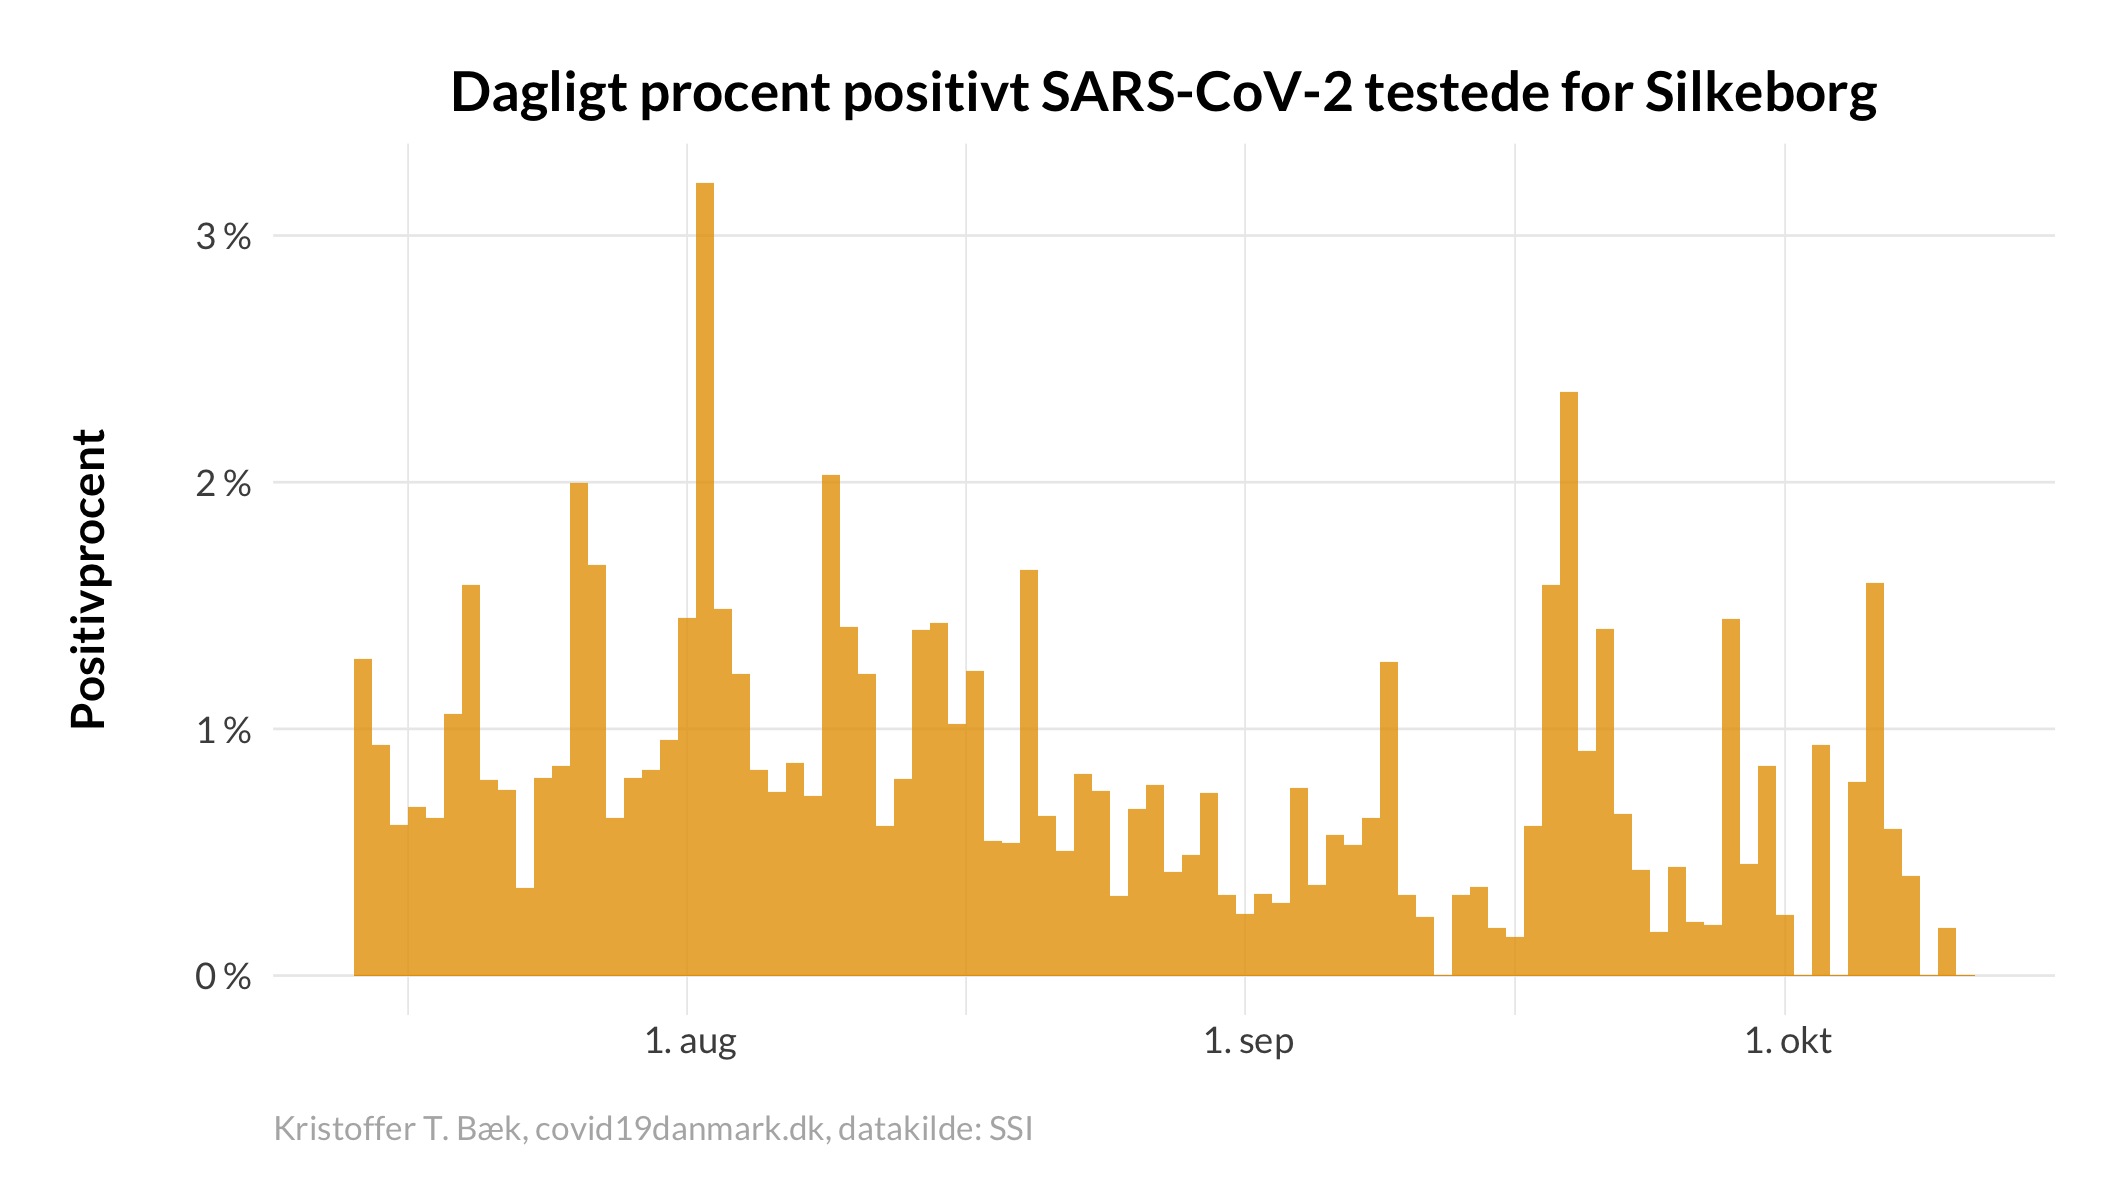 Dagligt procent positivt SARS-CoV-2 testede for Silkeborg
Positivprocent
3 %
2 %
1 %
0 %
1. aug
1. sep
1. okt
Kristoffer T. Bæk, covid19danmark.dk, datakilde: SSI